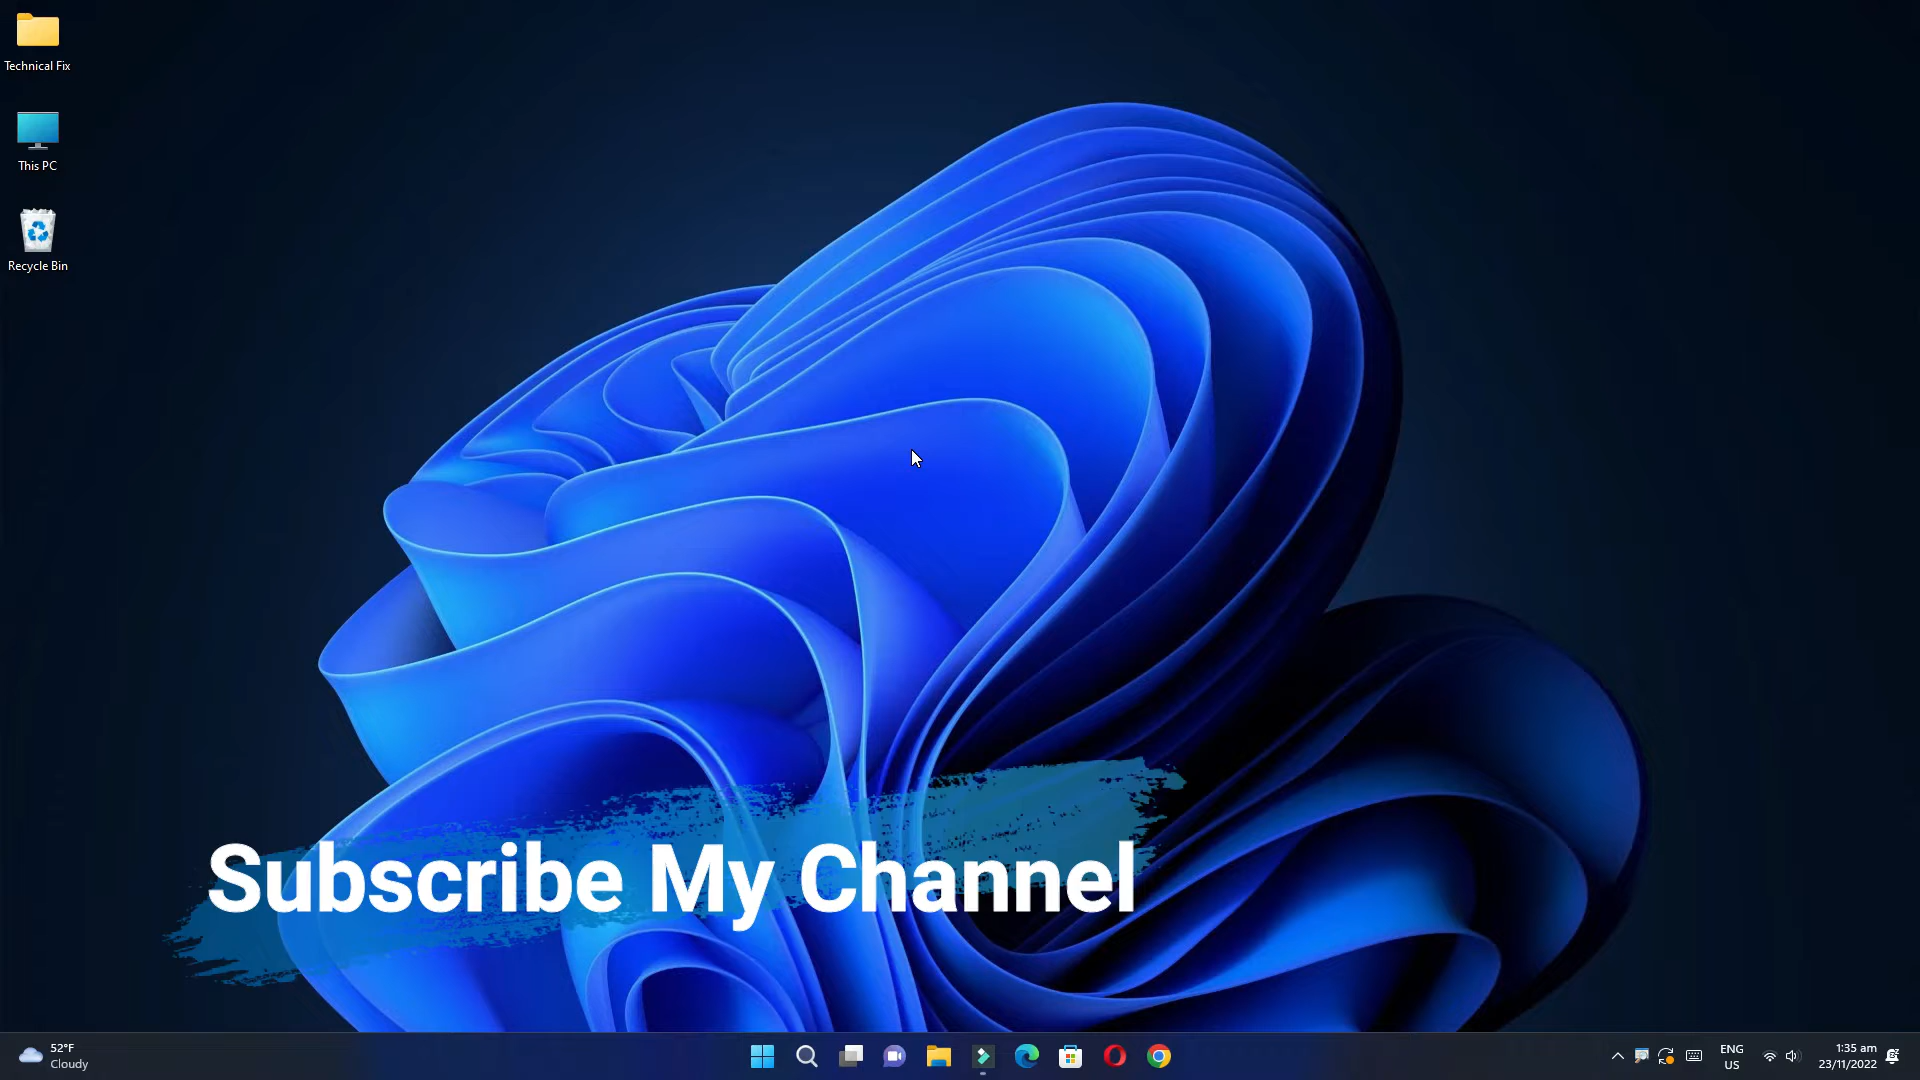 Technical Fix
This PC
Recycle Bin
Subscribe My Channel
52°F
Cloudy
ENG
US
1:35 am
23/11/2022